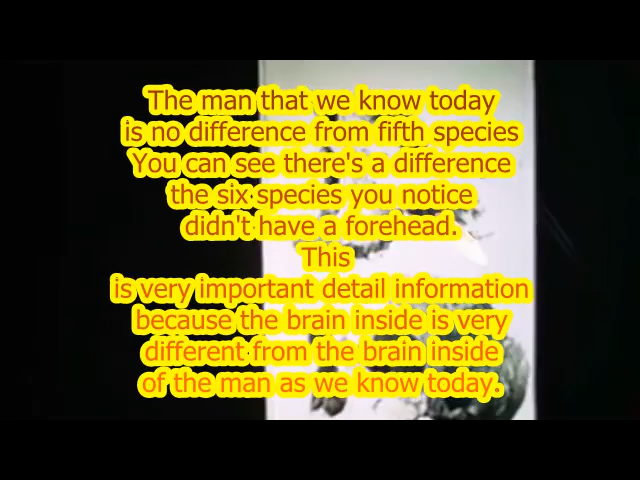 The man that we know today
is no difference from fifth species
You can see there's a difference
the six species you notice
didn't have a forehead.
This
is very important detail information
because the brain inside is very
different from the brain inside
of the man as we know today.